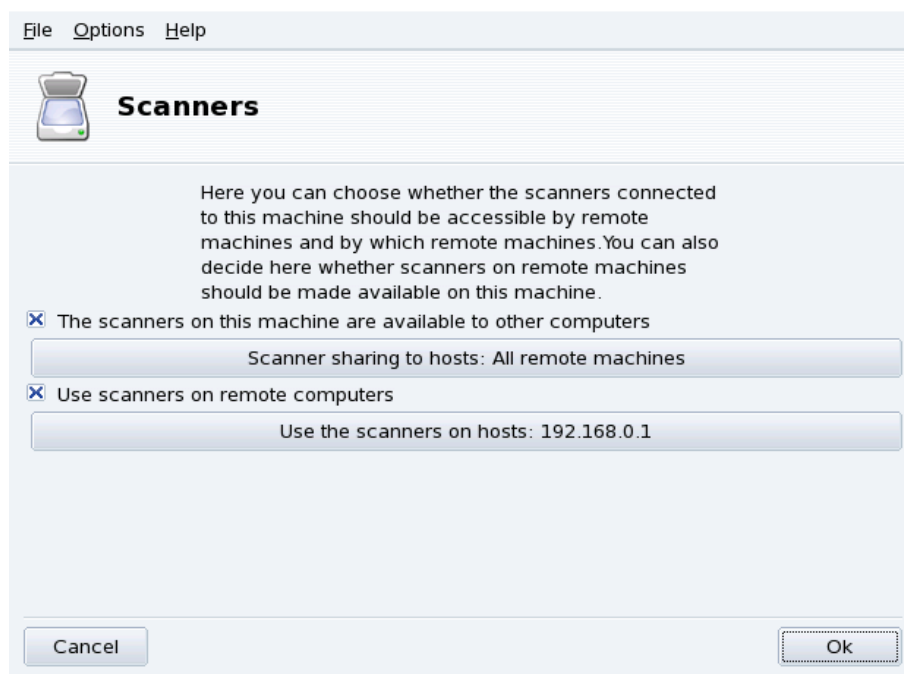 File Options Help
Scanners
Here you can choose whether the scanners connected
to this machine should be accessible by remote
machines and by which remote machines.You can also
decide here whether scanners on remote machines
should be made available on this machine.
The scanners on this machine are available to other computers
Scanner sharing to hosts: All remote machines
Use scanners on remote computers
Use the scanners on hosts: 192.168.0.1
Cancel Ok